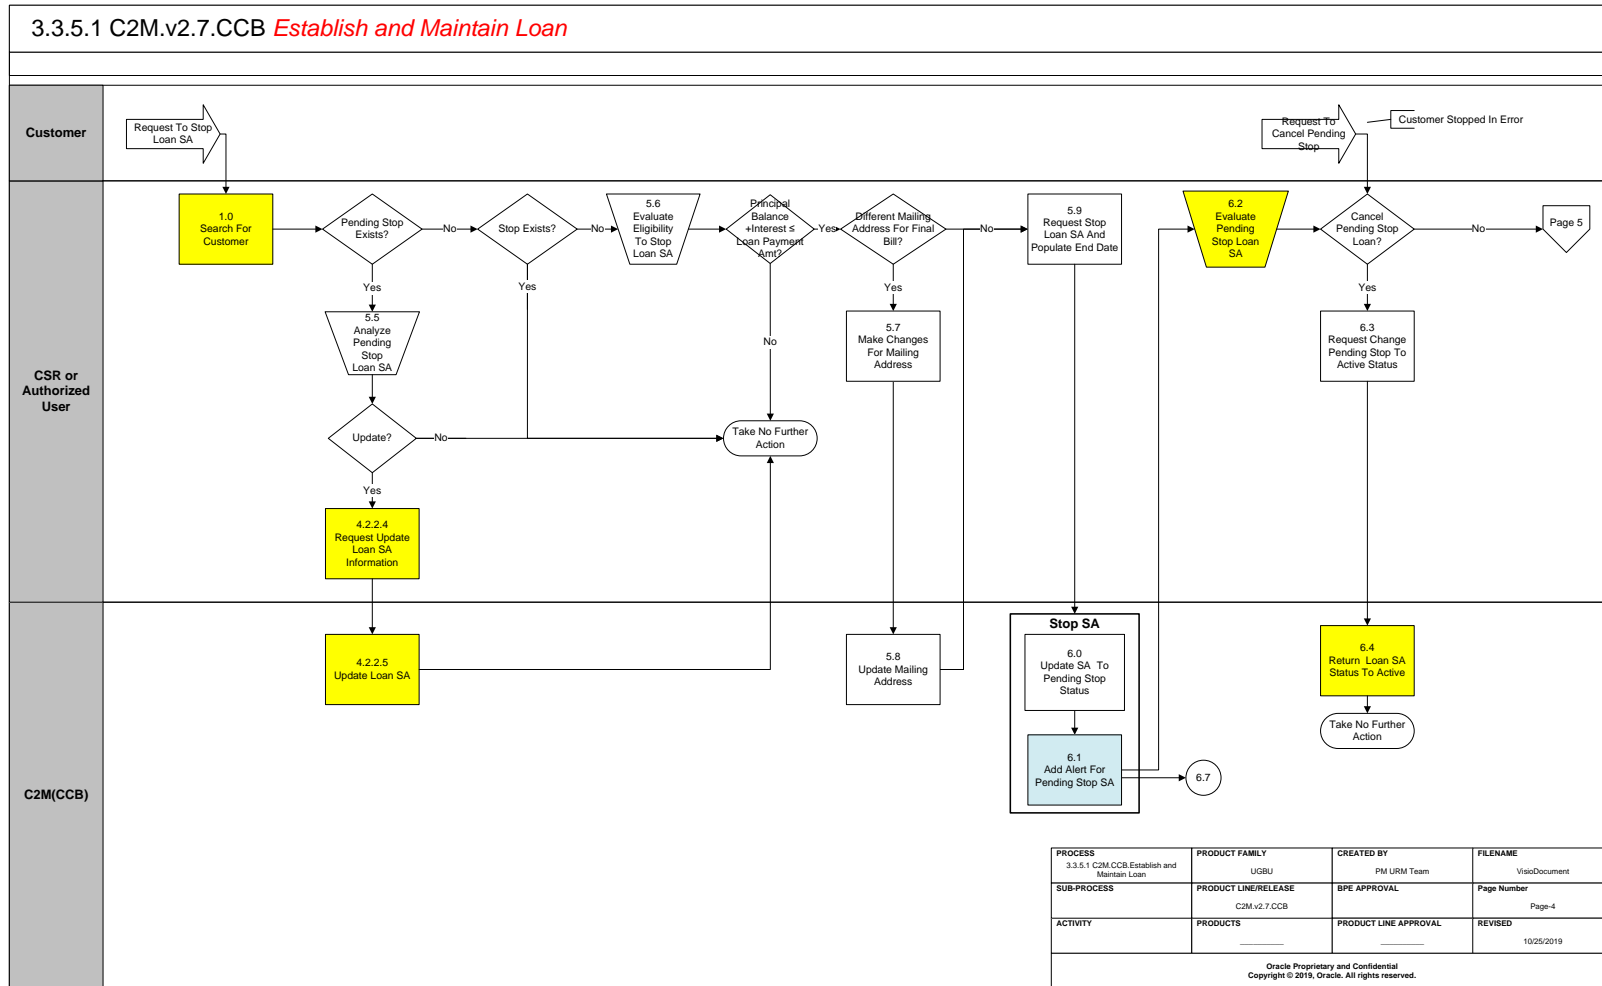 3.3.5.1 C2M.v2.7.CCB Establish and Maintain Loan
Customer
Request To Stop
Loan SA
Request To
Cancel Pending
Stop
Customer Stopped In Error
CSR or
Authorized
User
1.0
Search For
Customer
Pending Stop
Exists?
No
Stop Exists?
No
5.6
Evaluate
Eligibility
To Stop
Loan SA
Principal
Balance
+Interest ≤
Loan Payment
Amt?
Yes
Different Mailing
Address For Final
Bill?
No
5.9
Request Stop
Loan SA And
Populate End Date
6.2
Evaluate
Pending
Stop Loan
SA
Cancel
Pending Stop
Loan?
No
Page 5
Yes
Yes
No
Yes
Yes
5.5
Analyze
Pending
Stop
Loan SA
5.7
Make Changes
For Mailing
Address
6.3
Request Change
Pending Stop To
Active Status
Update?
No
Take No Further
Action
Yes
4.2.2.4
Request Update
Loan SA
Information
C2M(CCB)
4.2.2.5
Update Loan SA
5.8
Update Mailing
Address
Stop SA
6.0
Update SA To
Pending Stop
Status
6.1
Add Alert For
Pending Stop SA
6.7
6.4
Return Loan SA
Status To Active
Take No Further
Action
PROCESS
3.3.5.1 C2M.CCB.Establish and
Maintain Loan
PRODUCT FAMILY
UGBU
CREATED BY
PM URM Team
FILENAME
VisioDocument
SUB-PROCESS
PRODUCT LINE/RELEASE
C2M.v2.7.CCB
BPE APPROVAL
Page Number
Page-4
ACTIVITY
PRODUCTS
PRODUCT LINE APPROVAL
REVISED
10/25/2019
Oracle Proprietary and Confidential
Copyright © 2019, Oracle. All rights reserved.